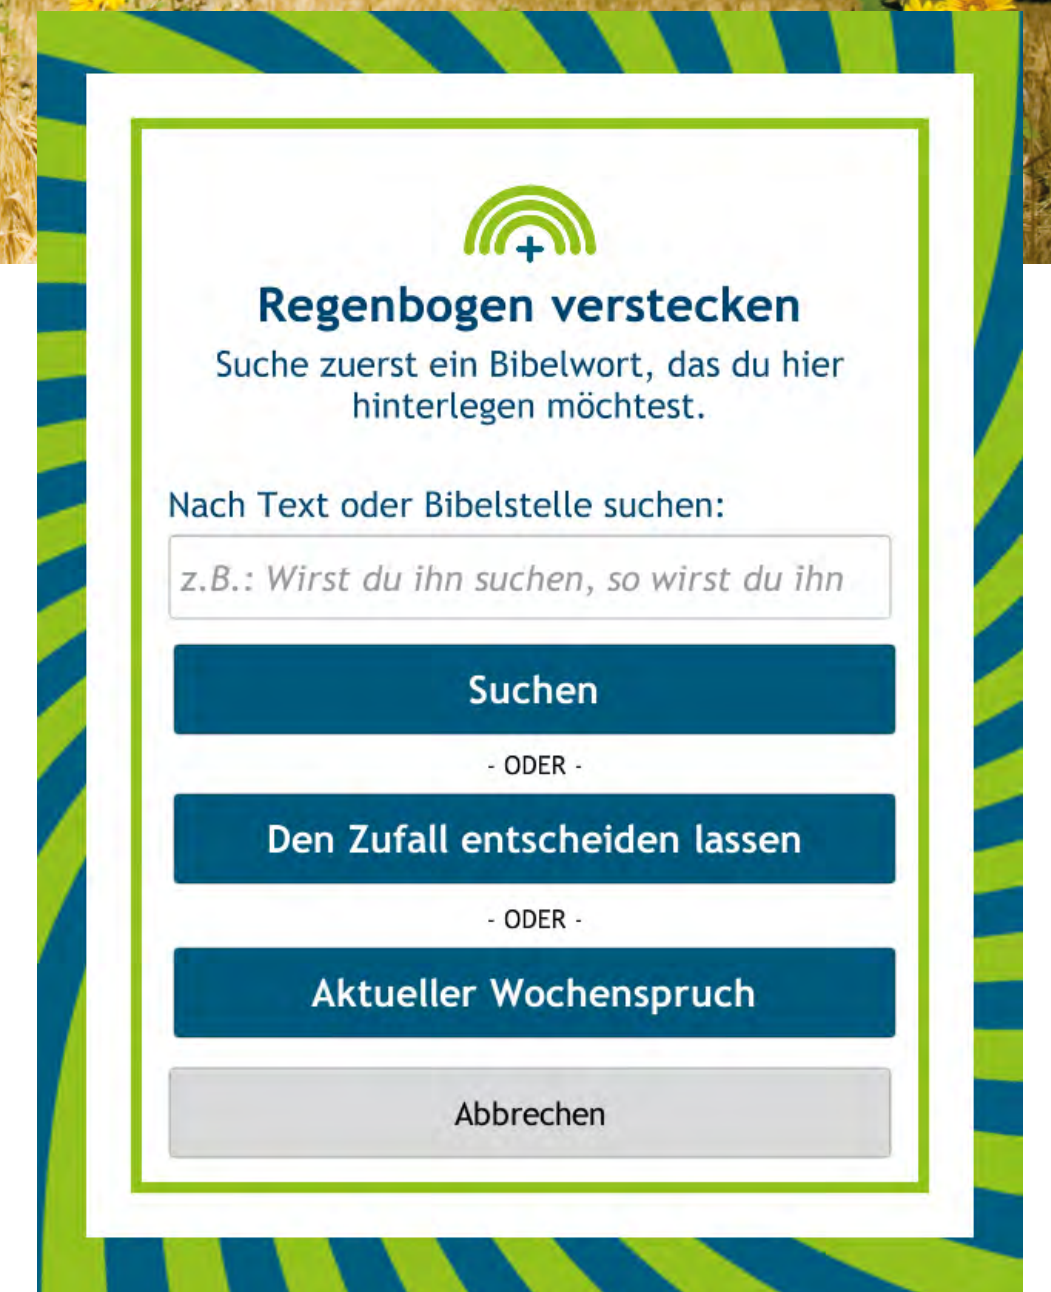 Regenbogen verstecken
Suche zuerst ein Bibelwort, das du hier
hinterlegen möchtest.
Nach Text oder Bibelstelle suchen:
z.B.: Wirst du ihn suchen, so wirst du ihn
Suchen
- ODER -
Den Zufall entscheiden lassen
- ODER -
Aktueller Wochenspruch
Abbrechen